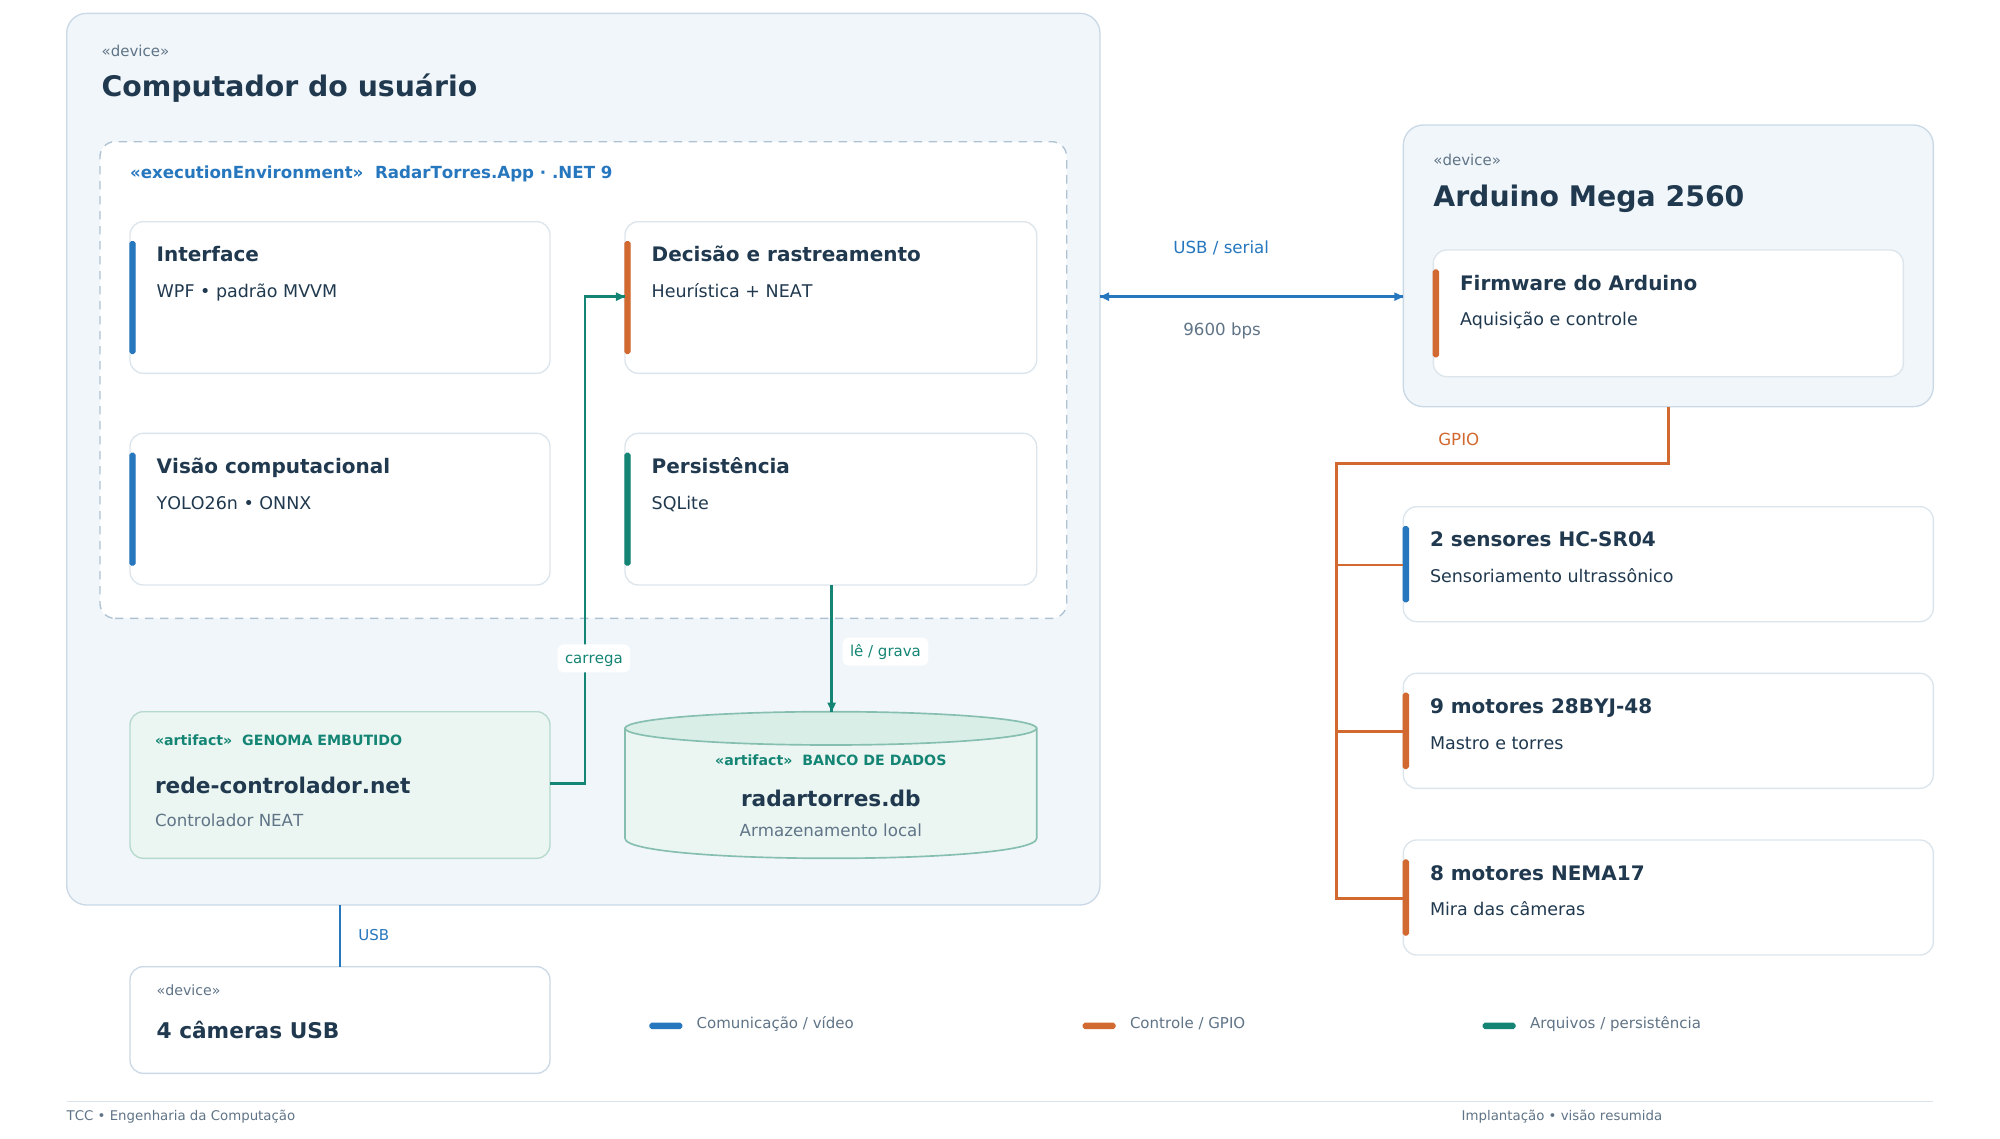 «device»
Computador do usuário
«executionEnvironment» RadarTorres.App · .NET 9
Interface
WPF • padrão MVVM
Decisão e rastreamento
Heurística + NEAT
Visão computacional
YOLO26n • ONNX
Persistência
SQLite
carrega
lê / grava
«artifact» GENOMA EMBUTIDO
rede-controlador.net
Controlador NEAT
«artifact» BANCO DE DADOS
radartorres.db
Armazenamento local
USB / serial
9600 bps
«device»
Arduino Mega 2560
Firmware do Arduino
Aquisição e controle
GPIO
2 sensores HC-SR04
Sensoriamento ultrassônico
9 motores 28BYJ-48
Mastro e torres
8 motores NEMA17
Mira das câmeras
USB
«device»
4 câmeras USB
Comunicação / vídeo
Controle / GPIO
Arquivos / persistência
TCC • Engenharia da Computação
Implantação • visão resumida